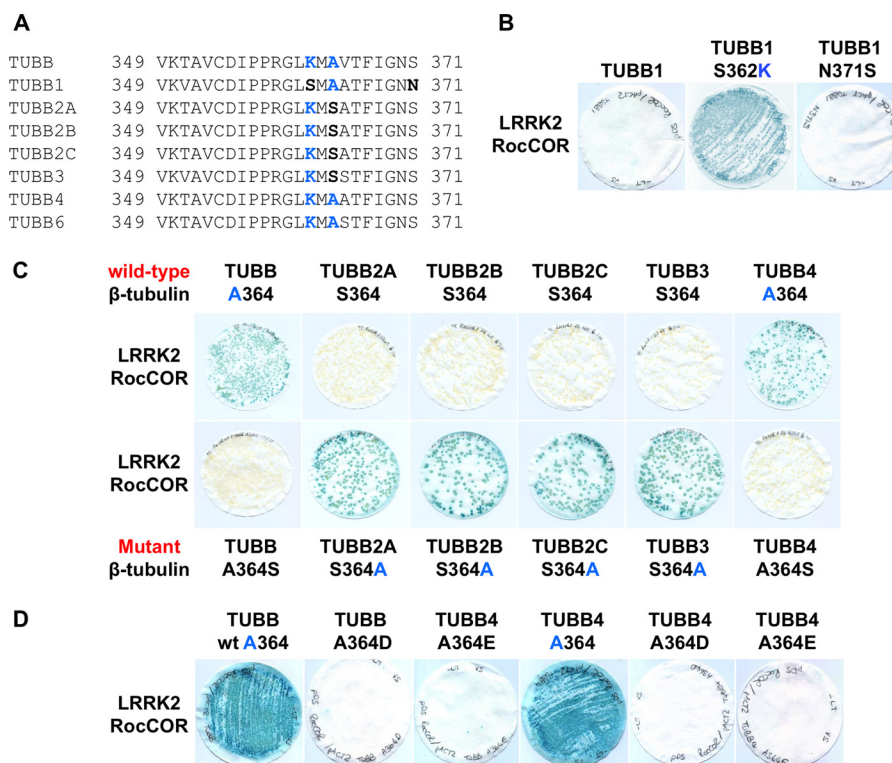 A
TUBB 349 VKTAVCDIPPRGLKMAVTFIGNS 371
TUBB1 349 VKVAVCDIPPRGLSMAATFIGNN 371
TUBB2A 349 VKTAVCDIPPRGLKMSATFIGNS 371
TUBB2B 349 VKTAVCDIPPRGLKMSATFIGNS 371
TUBB2C 349 VKTAVCDIPPRGLKMSATFIGNS 371
TUBB3 349 VKVAVCDIPPRGLKMSSTFIGNS 371
TUBB4 349 VKTAVCDIPPRGLKMAATFIGNS 371
TUBB6 349 VKTAVCDIPPRGLKMASTFIGNS 371
B
TUBB1 TUBB1 TUBB1
S362K N371S
LRRK2
RocCOR
C
wild-type TUBB TUBB2A TUBB2B TUBB2C TUBB3 TUBB4
β-tubulin A364 S364 S364 S364 S364 A364
LRRK2
RocCOR
LRRK2
RocCOR
Mutant TUBB TUBB2A TUBB2B TUBB2C TUBB3 TUBB4
β-tubulin A364S S364A S364A S364A S364A A364S
D
TUBB TUBB TUBB4 TUBB4 TUBB4 TUBB4
wt A364 A364D A364E A364 A364D A364E
LRRK2
RocCOR